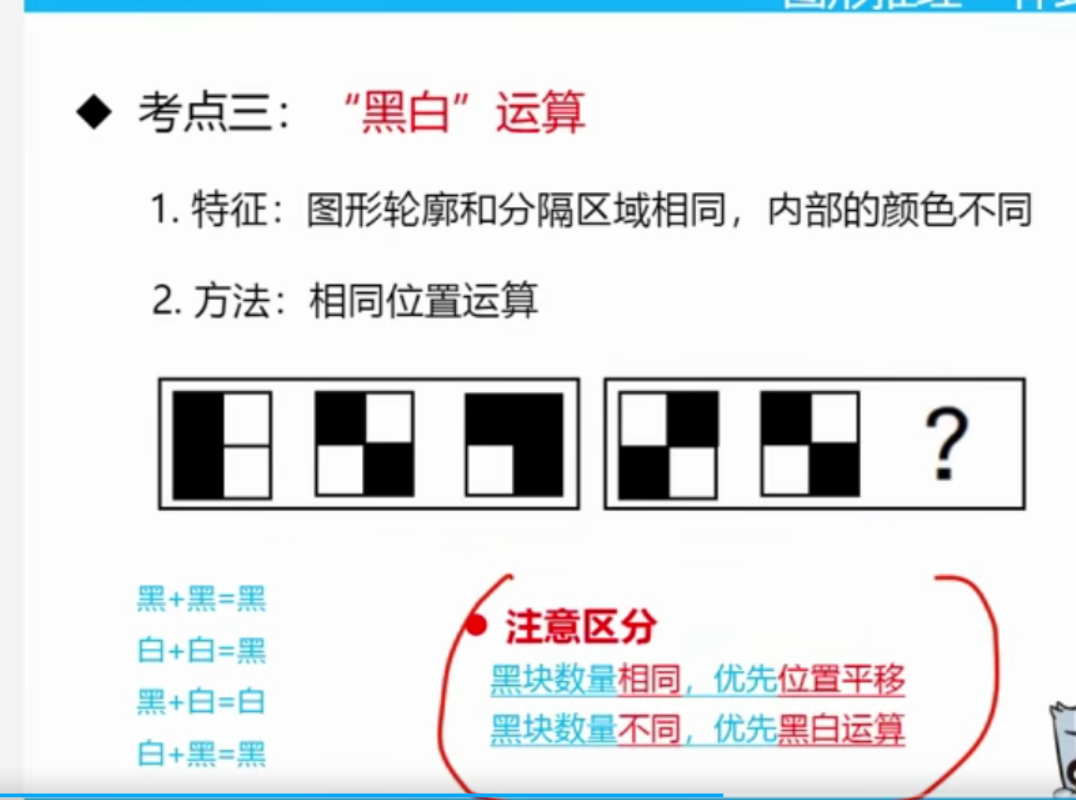 ◆ 考点三：“黑白”运算
1. 特征：图形轮廓和分隔区域相同，内部的颜色不同
2. 方法：相同位置运算
?
黑+黑=黑
白+白=黑
黑+白=白
白+黑=黑
● 注意区分
黑块数量相同，优先位置平移
黑块数量不同，优先黑白运算